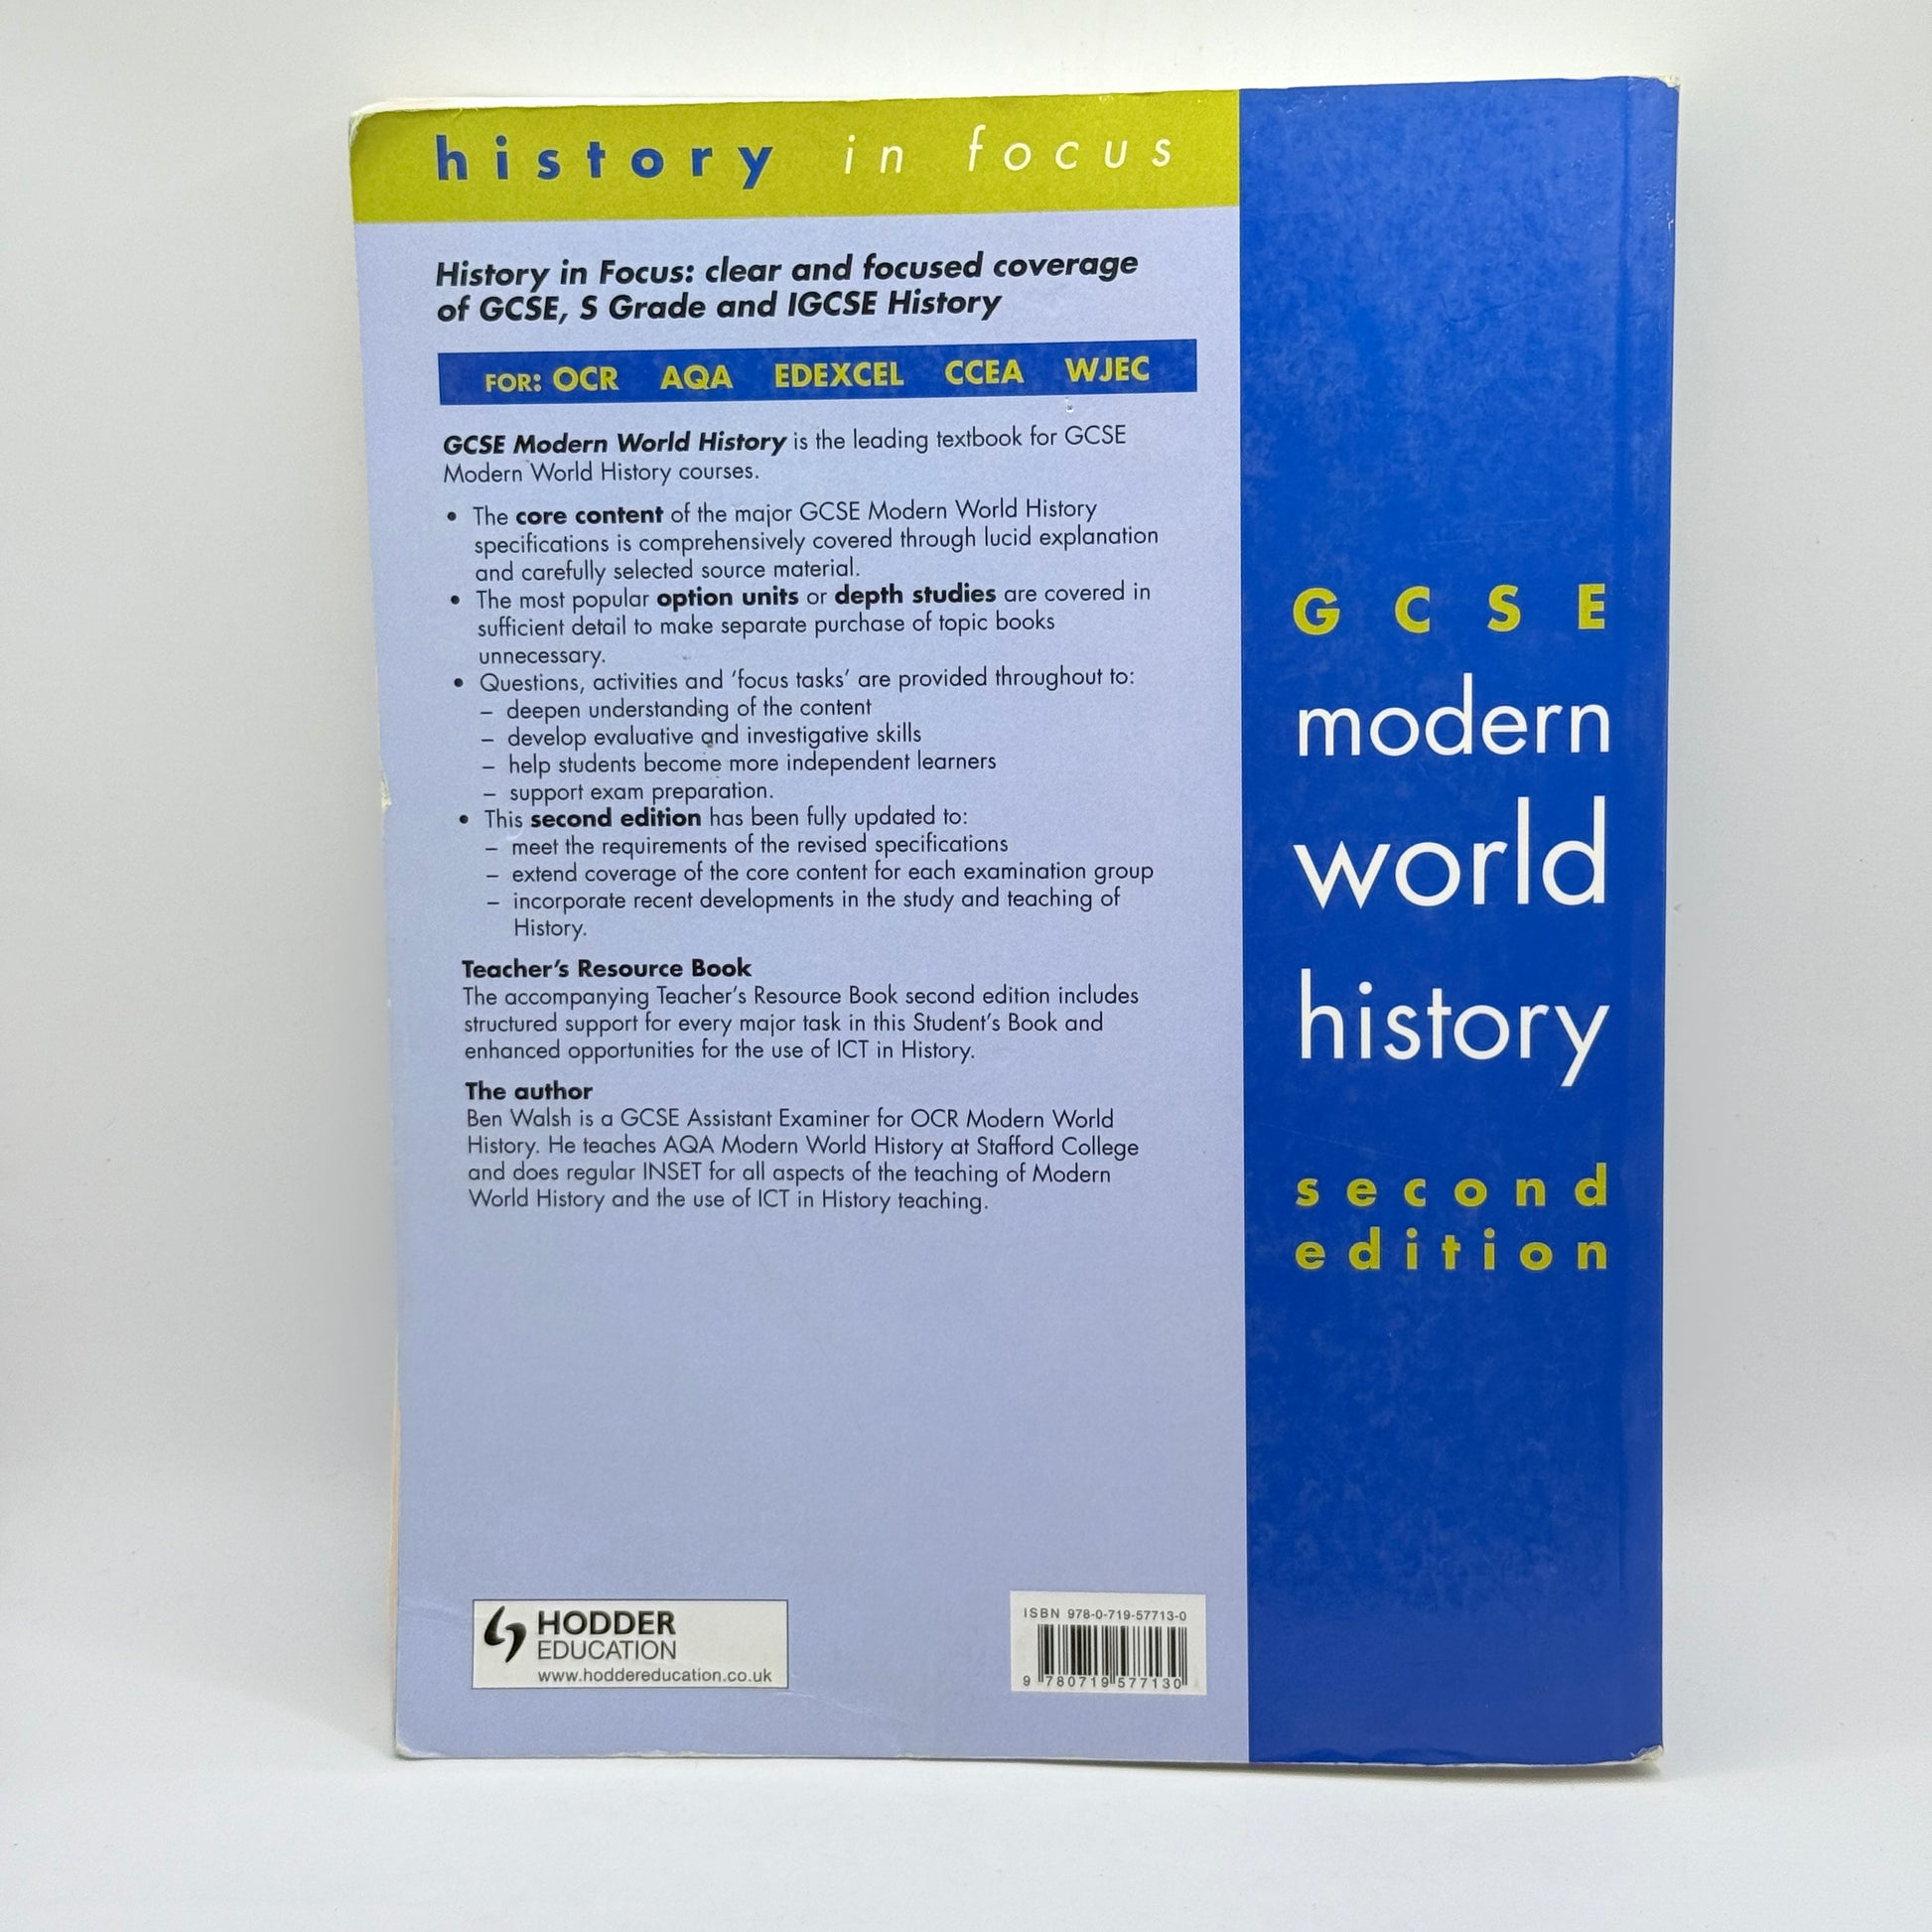 history in focus
History in Focus: clear and focused coverage
of GCSE, S Grade and IGCSE History
FOR: OCR AQA EDEXCEL CCEA WJEC
GCSE Modern World History is the leading textbook for GCSE
Modern World History courses.
• The core content of the major GCSE Modern World History
specifications is comprehensively covered through lucid explanation
and carefully selected source material.
• The most popular option units or depth studies are covered in
sufficient detail to make separate purchase of topic books
unnecessary.
• Questions, activities and ‘focus tasks’ are provided throughout to:
– deepen understanding of the content
– develop evaluative and investigative skills
– help students become more independent learners
– support exam preparation.
• This second edition has been fully updated to:
– meet the requirements of the revised specifications
– extend coverage of the core content for each examination group
– incorporate recent developments in the study and teaching of
History.
Teacher’s Resource Book
The accompanying Teacher’s Resource Book second edition includes
structured support for every major task in this Student’s Book and
enhanced opportunities for the use of ICT in History.
The author
Ben Walsh is a GCSE Assistant Examiner for OCR Modern World
History. He teaches AQA Modern World History at Stafford College
and does regular INSET for all aspects of the teaching of Modern
World History and the use of ICT in History teaching.
HODDER
EDUCATION
www.hoddereducation.co.uk
ISBN 978-0-719-57713-0
9 780719 577130
GCSE
modern
world
history
second
edition